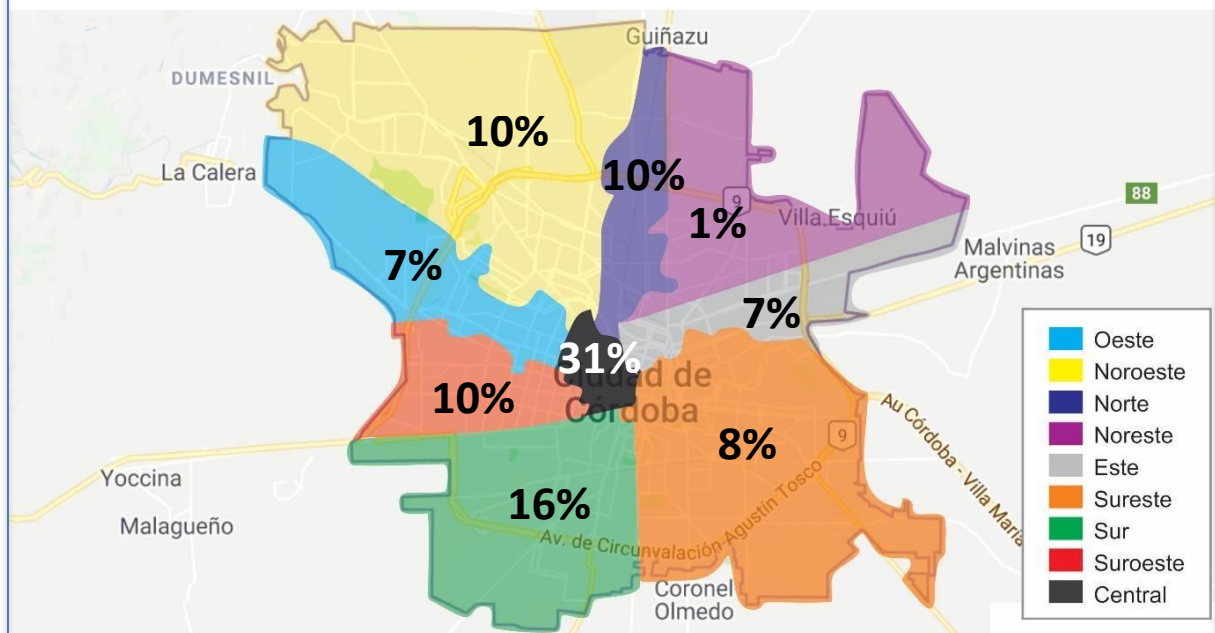 Guiñazu
DUMESNIL
10%
La Calera
10%
9
88
1%
Villa Esquiú
19
Malvinas
Argentinas
7%
7%
31%
Ciudad de
Córdoba
10%
8%
9
Au Córdoba - Villa María
Yoccina
Malagueño
16%
Av. de Circunvalación Agustín Tosco
Coronel
Olmedo
Oeste
Noroeste
Norte
Noreste
Este
Sureste
Sur
Suroeste
Central